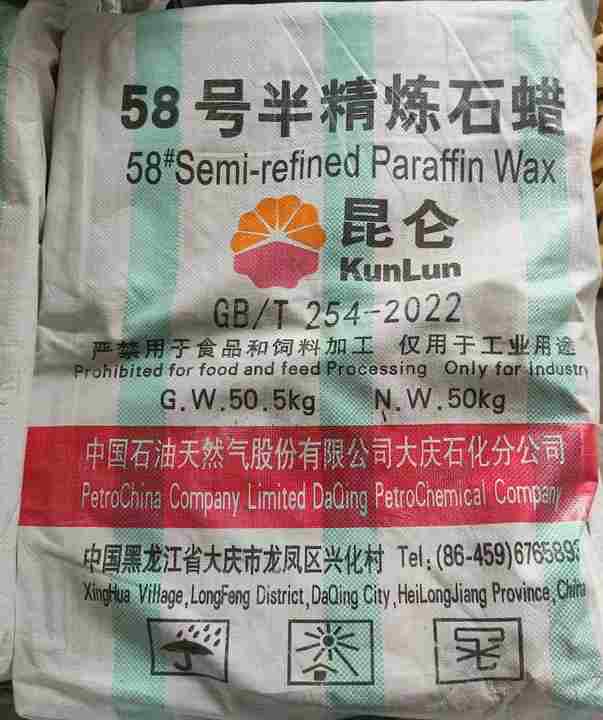 58号半精炼石蜡
58#Semi-refined Paraffin Wax
昆仑
KunLun
GB/T 254-2022
严禁用于食品和饲料加工 仅用于工业用途
Prohibited for food and feed Processing Only for Industry
G.W.50.5kg N.W.50kg
中国石油天然气股份有限公司大庆石化分公司
PetroChina Company Limited DaQing PetroChemical Company
中国黑龙江省大庆市龙凤区兴化村 Tel:(86-459)6765893
XingHua Village,LongFeng District,DaQing City,HeiLongJiang Province,China